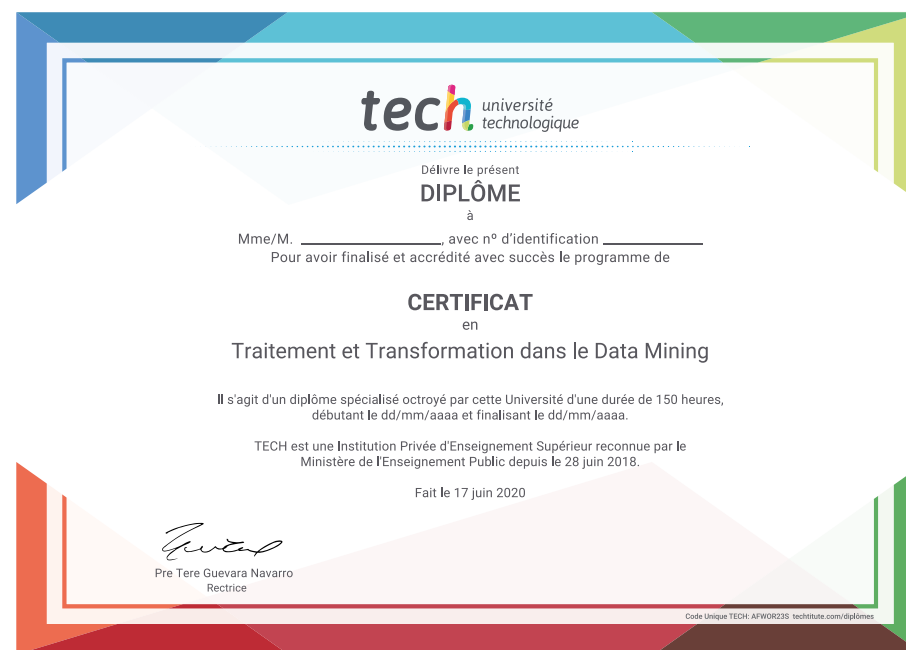 tech université
technologique
Délivre le présent
DIPLÔME
à
Mme/M. ____________________, avec nº d'identification ______________
Pour avoir finalisé et accrédité avec succès le programme de
CERTIFICAT
en
Traitement et Transformation dans le Data Mining
Il s'agit d'un diplôme spécialisé octroyé par cette Université d'une durée de 150 heures,
débutant le dd/mm/aaaa et finalisant le dd/mm/aaaa.
TECH est une Institution Privée d'Enseignement Supérieur reconnue par le
Ministère de l'Enseignement Public depuis le 28 juin 2018.
Fait le 17 juin 2020
Pre Tere Guevara Navarro
Rectrice
Code Unique TECH: AFWOR23S techtitute.com/diplômes